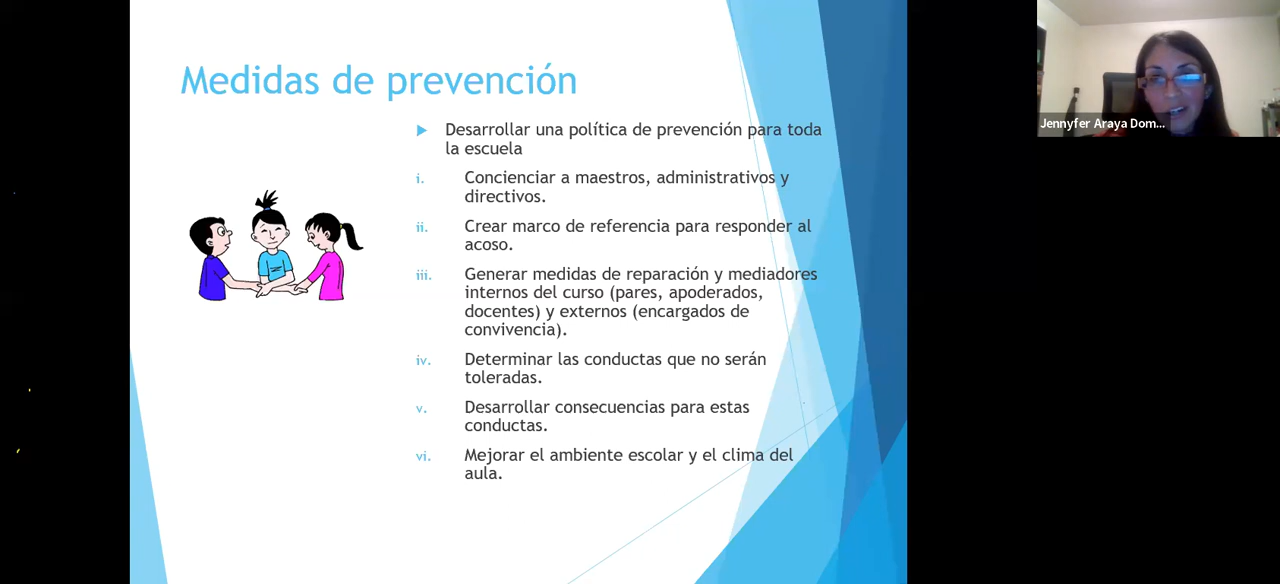 Medidas de prevención
Desarrollar una política de prevención para toda
la escuela
i. Concienciar a maestros, administrativos y
directivos.
ii. Crear marco de referencia para responder al
acoso.
iii. Generar medidas de reparación y mediadores
internos del curso (pares, apoderados,
docentes) y externos (encargados de
convivencia).
iv. Determinar las conductas que no serán
toleradas.
v. Desarrollar consecuencias para estas
conductas.
vi. Mejorar el ambiente escolar y el clima del
aula.
Jennyfer Araya Dom...